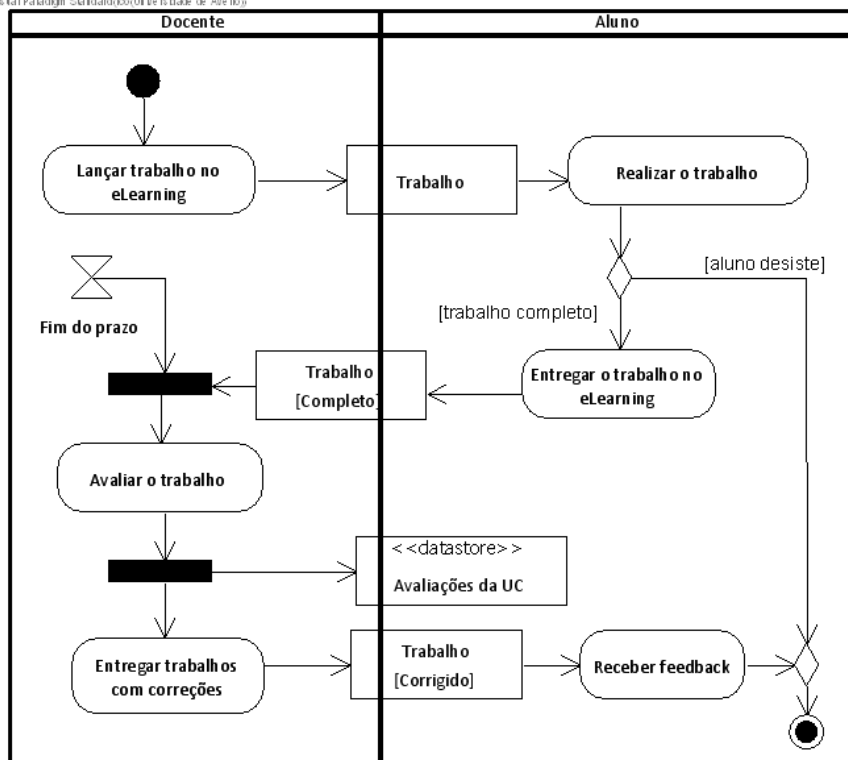 Docente
Aluno
Lançar trabalho no
eLearning
Trabalho
Realizar o trabalho
[aluno desiste]
[trabalho completo]
Fim do prazo
Trabalho
[Completo]
Entregar o trabalho no
eLearning
Avaliar o trabalho
<<datastore>>
Avaliações da UC
Entregar trabalhos
com correções
Trabalho
[Corrigido]
Receber feedback